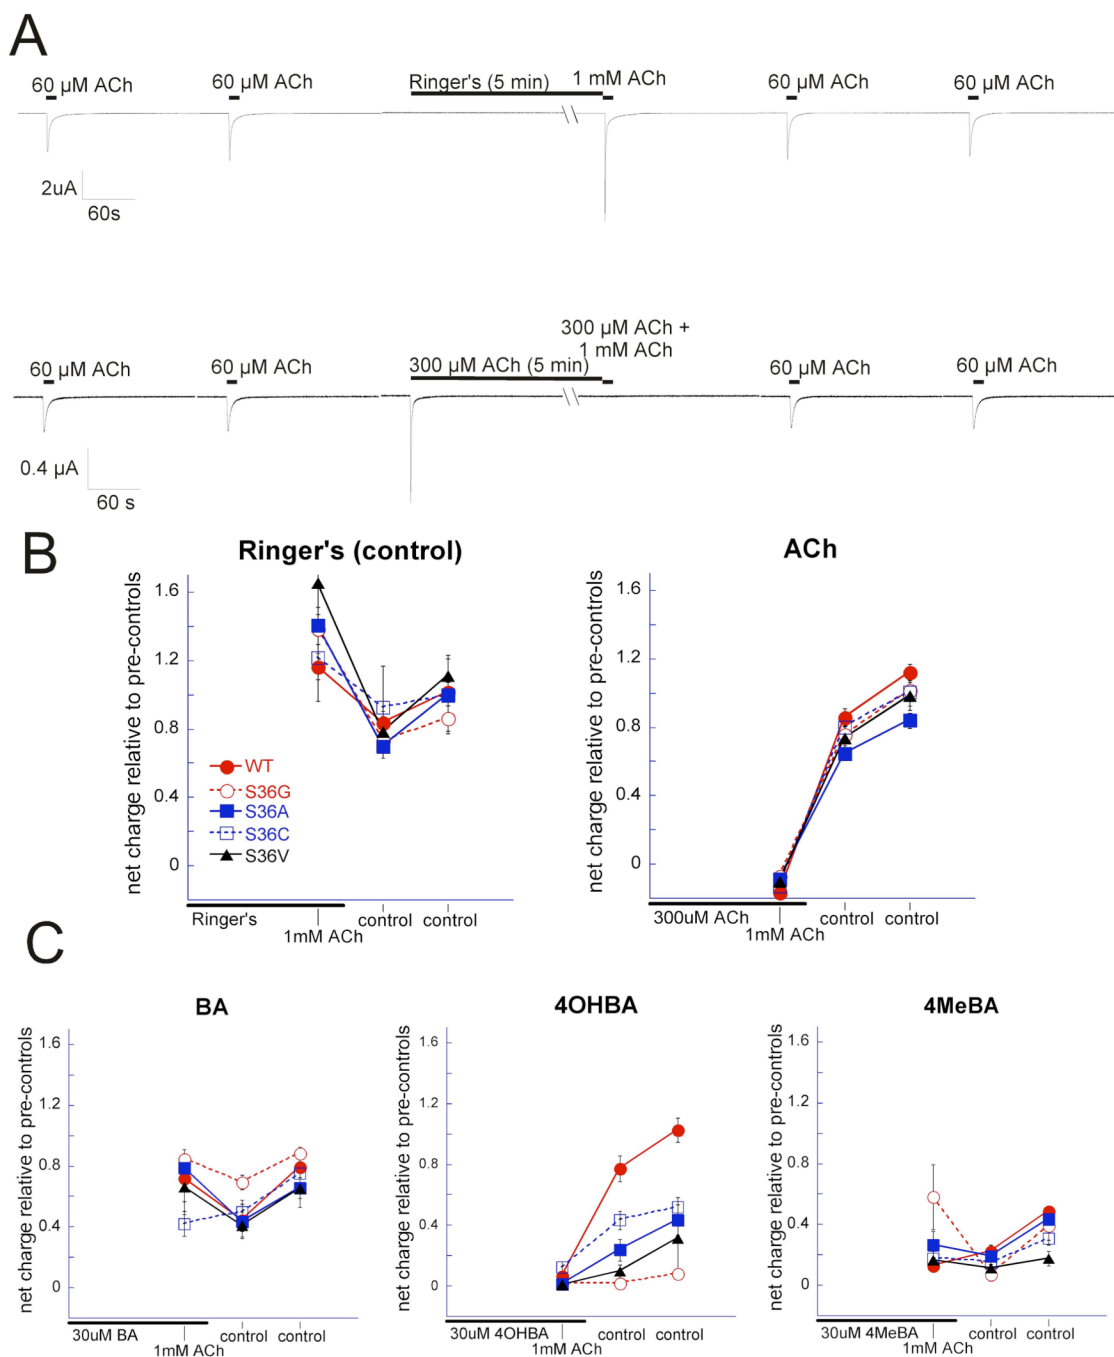 A
60 µM ACh
60 µM ACh
Ringer's (5 min)
1 mM ACh
60 µM ACh
60 µM ACh
2uA
60s
300 µM ACh +
1 mM ACh
60 µM ACh
60 µM ACh
300 µM ACh (5 min)
60 µM ACh
60 µM ACh
0.4 µA
60 s
B
Ringer's (control)
net charge relative to pre-controls
1.6
1.2
0.8
0.4
0
WT
S36G
S36A
S36C
S36V
Ringer's
1mM ACh
control
control
ACh
net charge relative to pre-controls
1.6
1.2
0.8
0.4
0
300uM ACh
1mM ACh
control
control
C
BA
net charge relative to pre-controls
1.6
1.2
0.8
0.4
0
30uM BA
1mM ACh
control
control
4OHBA
net charge relative to pre-controls
1.6
1.2
0.8
0.4
0
30uM 4OHBA
1mM ACh
control
control
4MeBA
net charge relative to pre-controls
1.6
1.2
0.8
0.4
0
30uM 4MeBA
1mM ACh
control
control